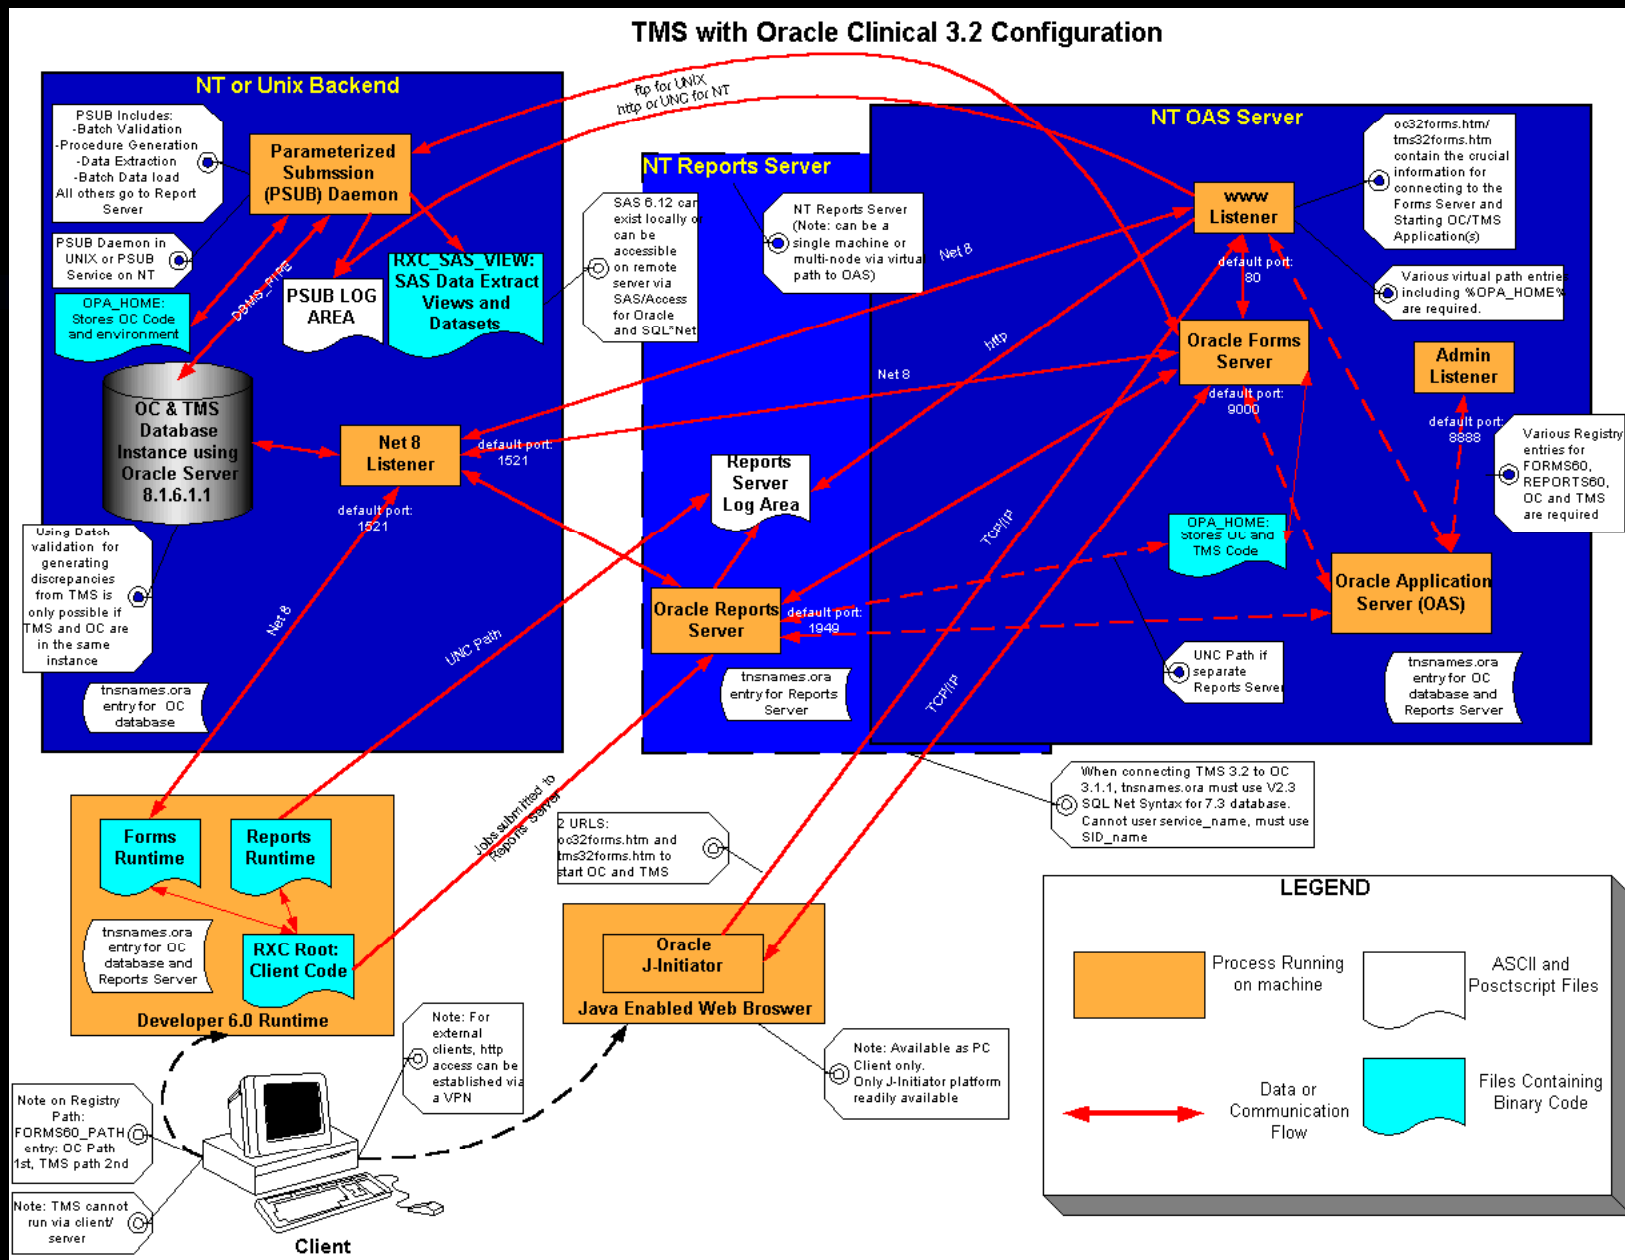 TMS with Oracle Clinical 3.2 Configuration
NT or Unix Backend
PSUB Includes:
-Batch Validation
-Procedure Generation
-Data Extraction
-Batch Data load
All others go to Report
Server
Parameterized
Submssion
(PSUB) Daemon
PSUB Daemon in
UNIX or PSUB
Service on NT
OPA_HOME:
Stores OC Code
and environment
DBMS_PIPE
PSUB LOG
AREA
RXC_SAS_VIEW:
SAS Data Extract
Views and
Datasets
ftp for UNIX
http or UNC for NT
SAS 6.12 can
exist locally or
can be
accessible
on remote
server via
SAS/Access
for Oracle
and SQL*Net
OC & TMS
Database
Instance using
Oracle Server
8.1.6.1.1
Net 8
Listener
default port:
1521
default port:
1521
Using Batch
validation for
generating
discrepancies
from TMS is
only possible if
TMS and OC are
in the same
instance
tnsnames.ora
entry for OC
database
Net 8
UNC Path
NT Reports Server
NT Reports Server
(Note: can be a
single machine or
multi-node via virtual
path to OAS)
Net 8
Net 8
http
Reports
Server
Log Area
Oracle Reports
Server
default port:
1949
tnsnames.ora
entry for Reports
Server
NT OAS Server
www
Listener
oc32forms.htm/
tms32forms.htm
contain the crucial
information for
connecting to the
Forms Server and
Starting OC/TMS
Application(s)
default port:
80
Various virtual path entries
including %OPA_HOME%
are required.
Oracle Forms
Server
default port:
9000
Admin
Listener
default port:
8888
Various Registry
entries for
FORMS60,
REPORTS60,
OC and TMS
are required
TCP/IP
TCP/IP
OPA_HOME:
Stores OC and
TMS Code
Oracle Application
Server (OAS)
UNC Path if
separate
Reports Server
tnsnames.ora
entry for OC
database and
Reports Server
When connecting TMS 3.2 to OC
3.1.1, tnsnames.ora must use V2.3
SQL Net Syntax for 7.3 database.
Cannot user service_name, must use
SID_name
Forms
Runtime
Reports
Runtime
tnsnames.ora
entry for OC
database and
Reports Server
RXC Root:
Client Code
Developer 6.0 Runtime
Jobs submitted to
Reports Server
2 URLS:
oc32forms.htm and
tms32forms.htm to
start OC and TMS
Oracle
J-Initiator
Java Enabled Web Broswer
Note: For
external
clients, http
access can be
established via
a VPN
Note: Available as PC
Client only.
Only J-Initiator platform
readily available
Note on Registry
Path:
FORMS60_PATH
entry: OC Path
1st, TMS path 2nd
Note: TMS cannot
run via client/
server
Client
LEGEND
Process Running
on machine
ASCII and
Posctscript Files
Data or
Communication
Flow
Files Containing
Binary Code